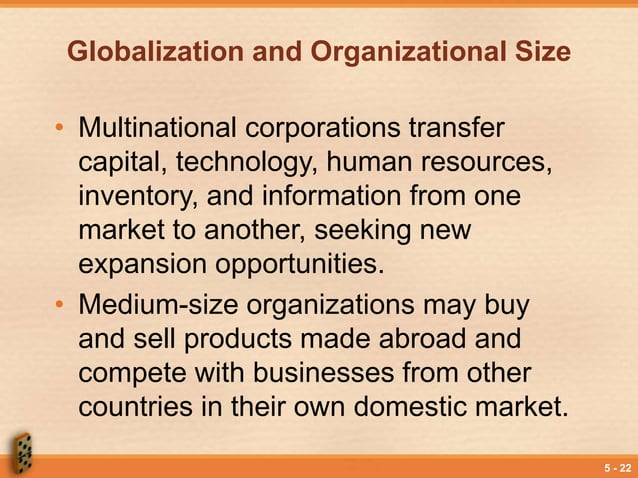 Globalization and Organizational Size
• Multinational corporations transfer
capital, technology, human resources,
inventory, and information from one
market to another, seeking new
expansion opportunities.
• Medium-size organizations may buy
and sell products made abroad and
compete with businesses from other
countries in their own domestic market.
5 - 22